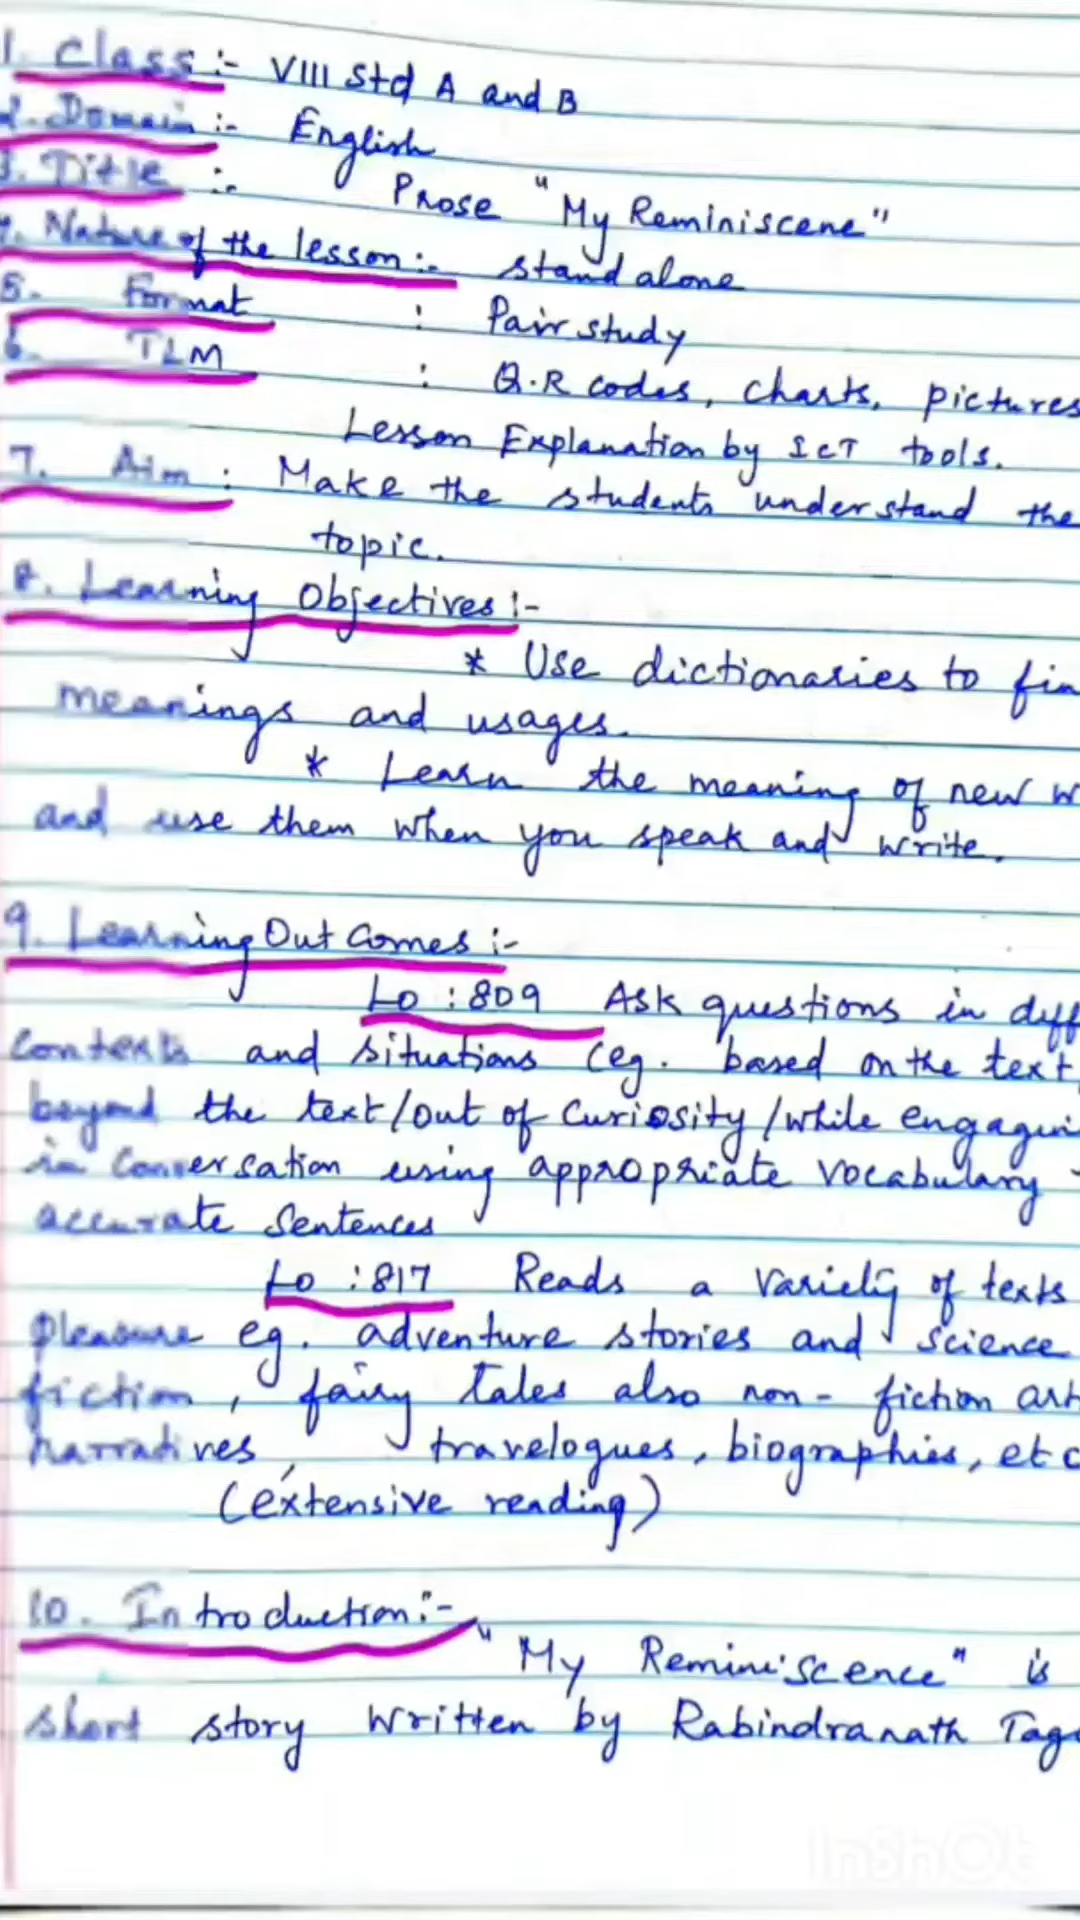 1. Class :- VIII Std A and B
2. Domain :- English
3. Title :- Prose "My Reminiscene"
4. Nature of the lesson :- stand alone
5. Format : Pair study
6. TLM : Q.R codes, charts, pictures
Lesson Explanation by IcT tools.
7. Aim : Make the students understand the
topic.
8. Learning Objectives :-
* Use dictionaries to fin
meanings and usages.
* Learn the meaning of new w
and use them when you speak and write.
9. Learning Out Comes :-
Lo : 809 Ask questions in diff
contexts and situations (eg. based on the text,
beyond the text/out of Curiosity /while engagin
in Conversation using appropriate vocabulary
accurate Sentences
Lo : 817 Reads a variety of texts
pleasure eg. adventure stories and science
fiction, fairy tales also non - fiction art
narratives, travelogues, biographies, etc
(extensive reading)
10. Introduction :-
"My Reminiscence" is
short story written by Rabindranath Tag
InShOt